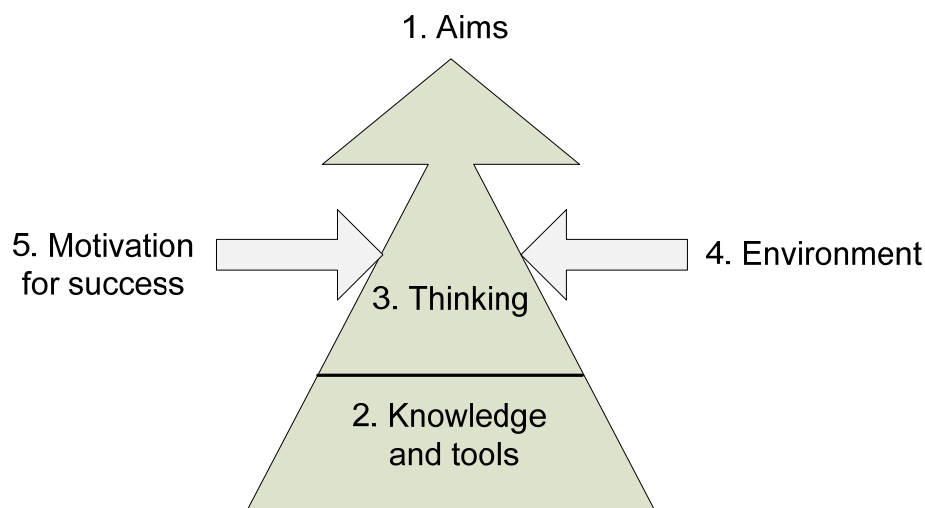 1. Aims
5. Motivation
for success
4. Environment
3. Thinking
2. Knowledge
and tools